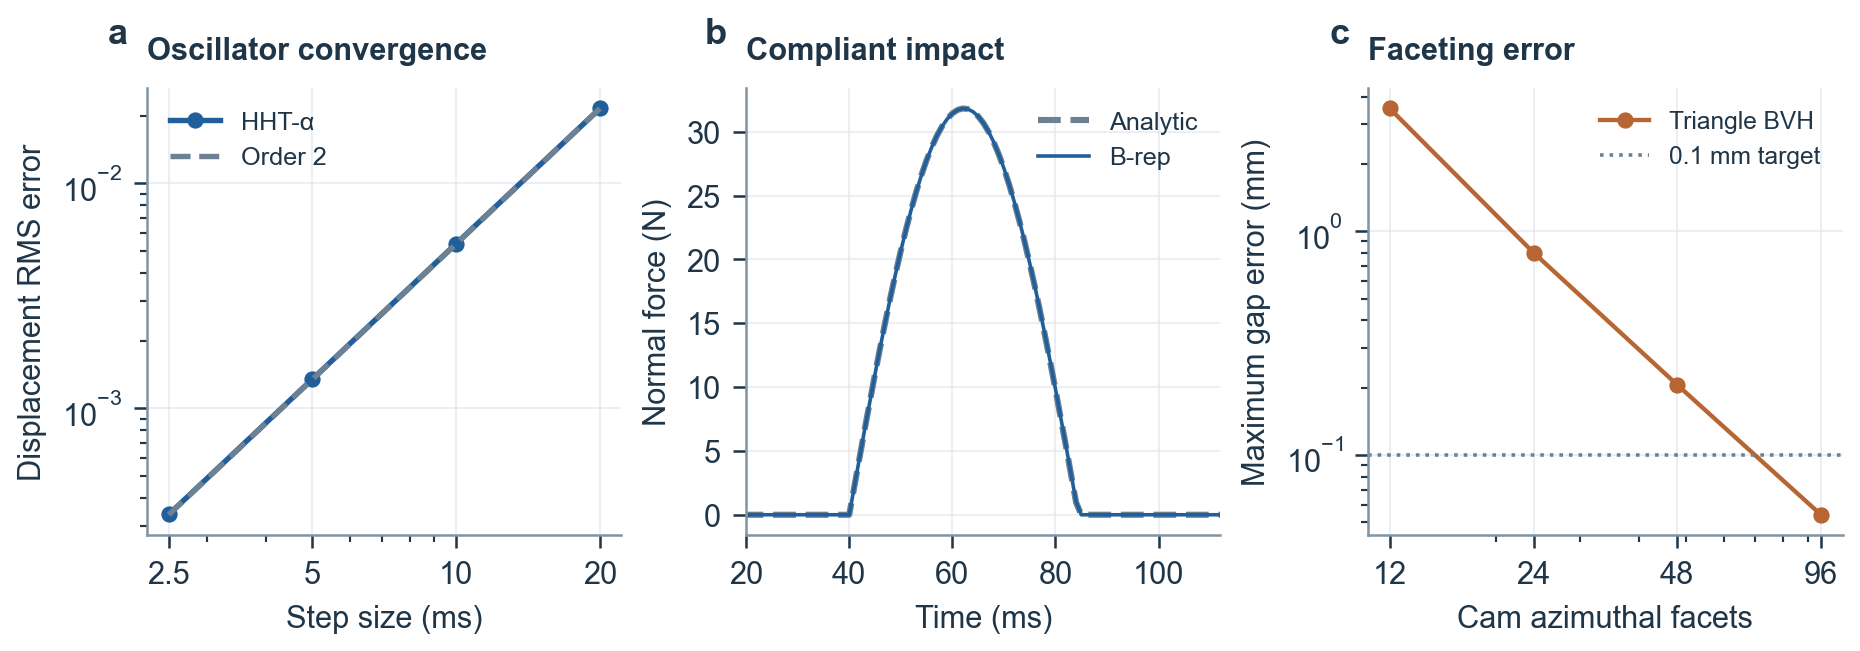 a
Oscillator convergence
HHT-α
Order 2
Displacement RMS error
10⁻²
10⁻³
2.5 5 10 20
Step size (ms)
b
Compliant impact
Analytic
B-rep
Normal force (N)
30
25
20
15
10
5
0
20 40 60 80 100
Time (ms)
c
Faceting error
Triangle BVH
0.1 mm target
Maximum gap error (mm)
10⁰
10⁻¹
12 24 48 96
Cam azimuthal facets